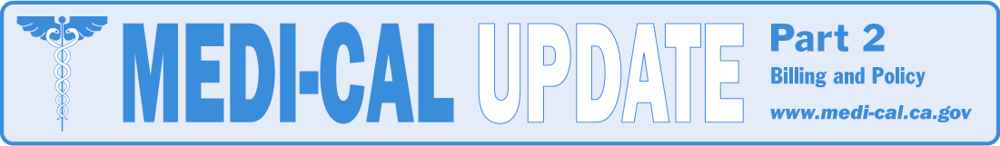 MEDI-CAL UPDATE
Part 2
Billing and Policy
www.medi-cal.ca.gov